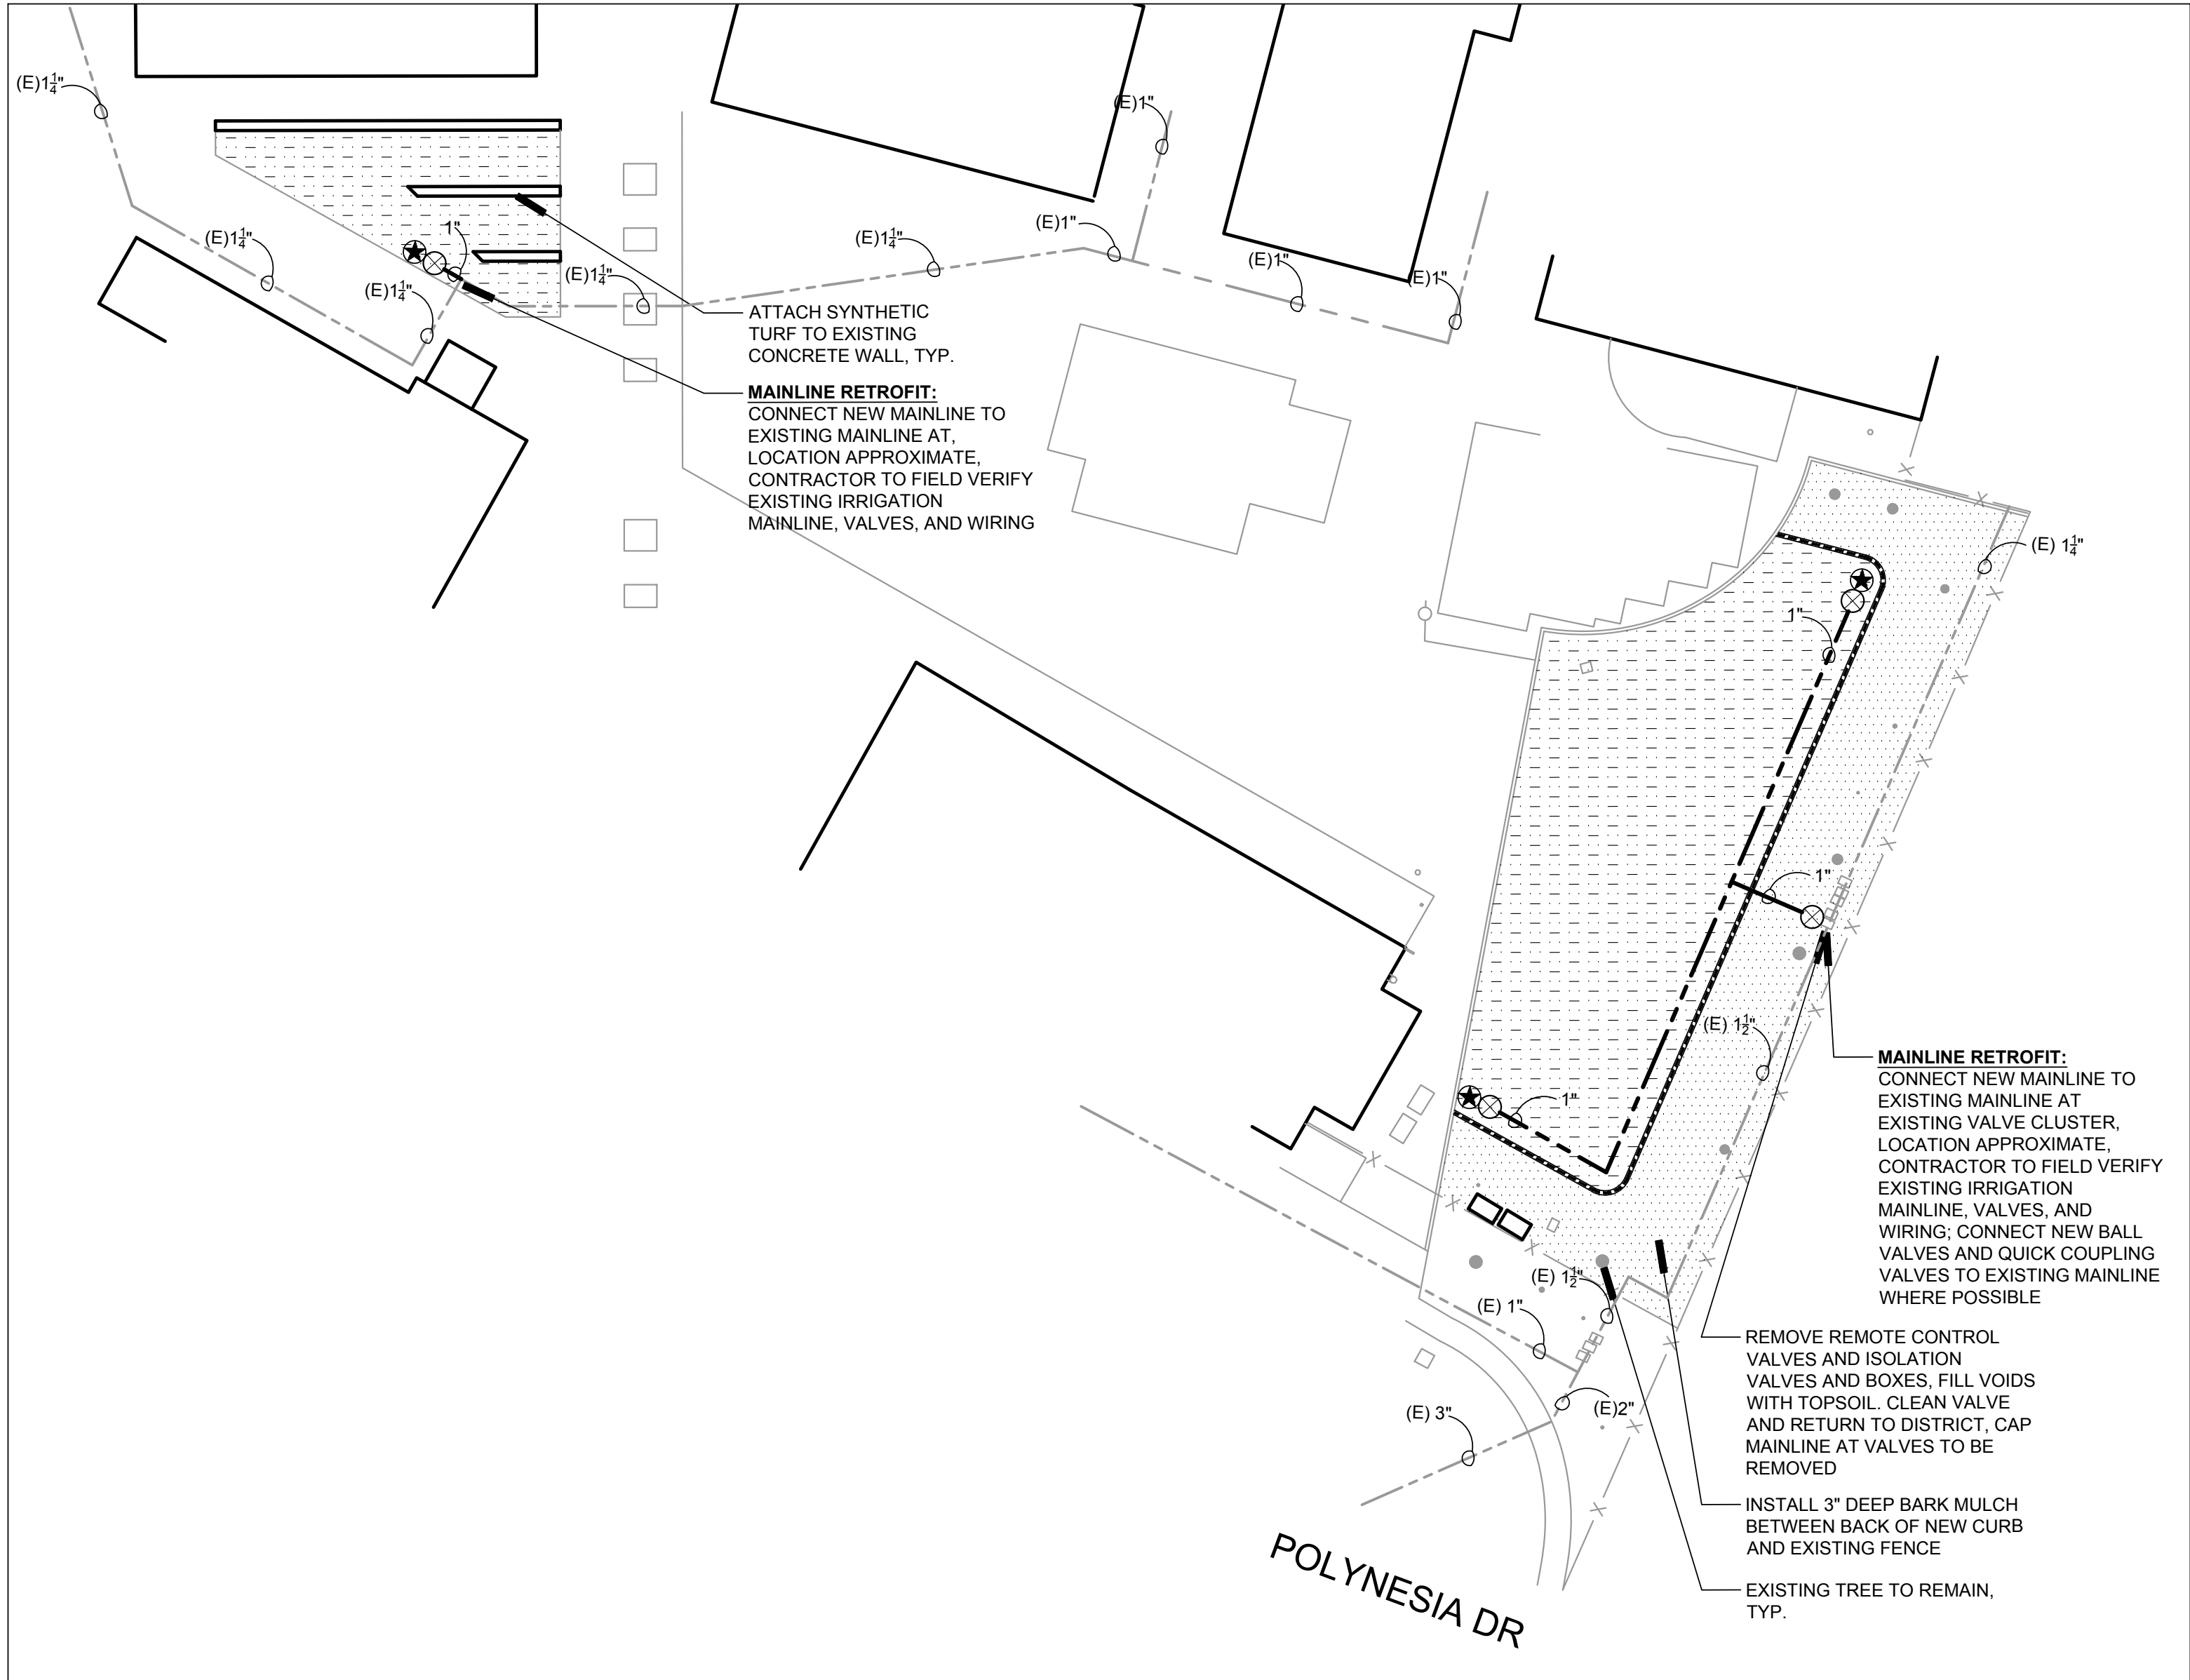 (E)1¼"
(E)1"
(E)1¼"
1"
(E)1¼"
(E)1"
(E)1¼"
(E)1¼"
(E)1"
(E)1"
ATTACH SYNTHETIC
TURF TO EXISTING
CONCRETE WALL, TYP.
MAINLINE RETROFIT:
CONNECT NEW MAINLINE TO
EXISTING MAINLINE AT,
LOCATION APPROXIMATE,
CONTRACTOR TO FIELD VERIFY
EXISTING IRRIGATION
MAINLINE, VALVES, AND WIRING
(E) 1¼"
1"
1"
(E) 1½"
1"
MAINLINE RETROFIT:
CONNECT NEW MAINLINE TO
EXISTING MAINLINE AT
EXISTING VALVE CLUSTER,
LOCATION APPROXIMATE,
CONTRACTOR TO FIELD VERIFY
EXISTING IRRIGATION
MAINLINE, VALVES, AND
WIRING; CONNECT NEW BALL
VALVES AND QUICK COUPLING
VALVES TO EXISTING MAINLINE
WHERE POSSIBLE
(E) 1½"
(E) 1"
(E)2"
(E) 3"
REMOVE REMOTE CONTROL
VALVES AND ISOLATION
VALVES AND BOXES, FILL VOIDS
WITH TOPSOIL. CLEAN VALVE
AND RETURN TO DISTRICT, CAP
MAINLINE AT VALVES TO BE
REMOVED
INSTALL 3" DEEP BARK MULCH
BETWEEN BACK OF NEW CURB
AND EXISTING FENCE
EXISTING TREE TO REMAIN,
TYP.
POLYNESIA DR